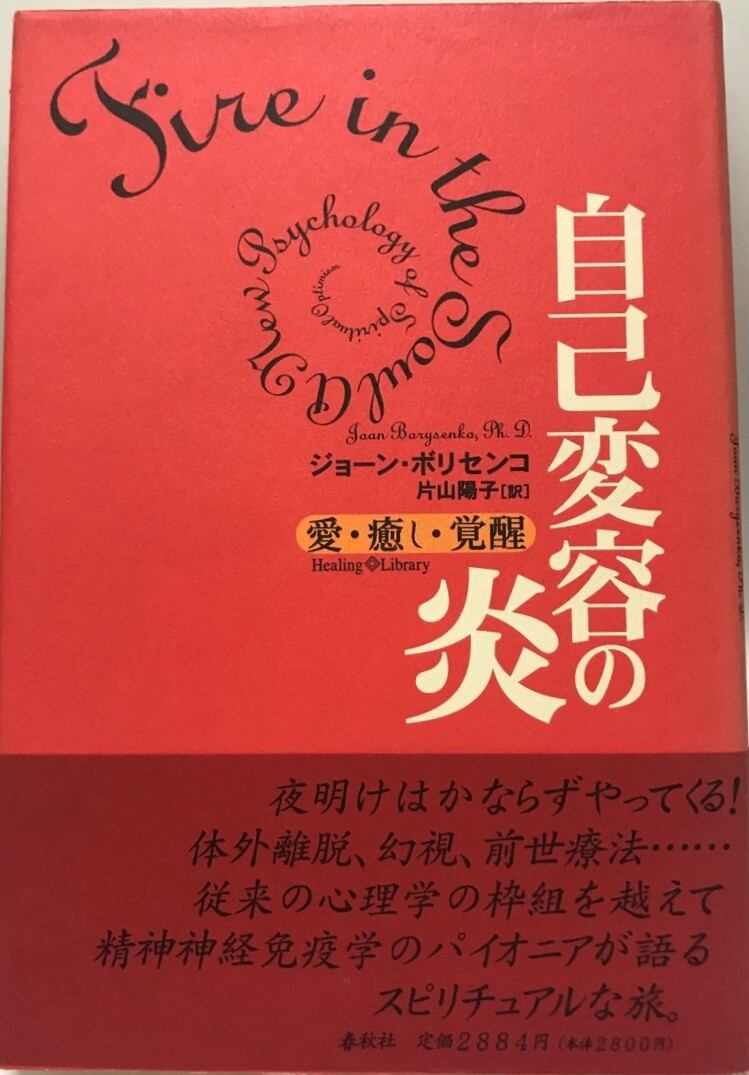 Fire in the Soul
A New Psychology of Spiritual Optimism
自己変容の炎
Joan Borysenko, Ph. D.
ジョーン・ボリセンコ
片山陽子[訳]
愛・癒し・覚醒
Healing Library
夜明けはかならずやってくる!
体外離脱、幻視、前世療法……
従来の心理学の枠組を越えて
精神神経免疫学のパイオニアが語る
スピリチュアルな旅。
春秋社 定価2884円(本体2800円)
Joan Borysenko, Ph. D.